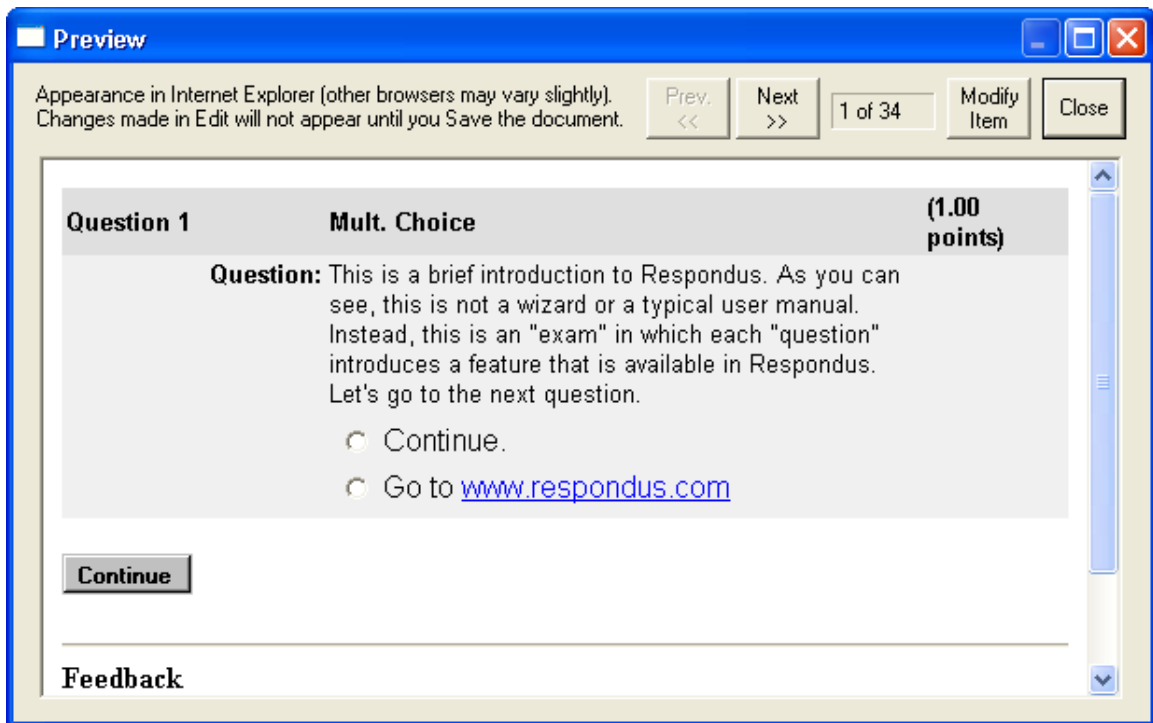 Preview
Appearance in Internet Explorer (other browsers may vary slightly).
Changes made in Edit will not appear until you Save the document.
Prev.
<<
Next
>>
1 of 34
Modify
Item
Close
Question 1 Mult. Choice (1.00
points)
Question: This is a brief introduction to Respondus. As you can
see, this is not a wizard or a typical user manual.
Instead, this is an "exam" in which each "question"
introduces a feature that is available in Respondus.
Let's go to the next question.
Continue.
Go to www.respondus.com
Continue
Feedback